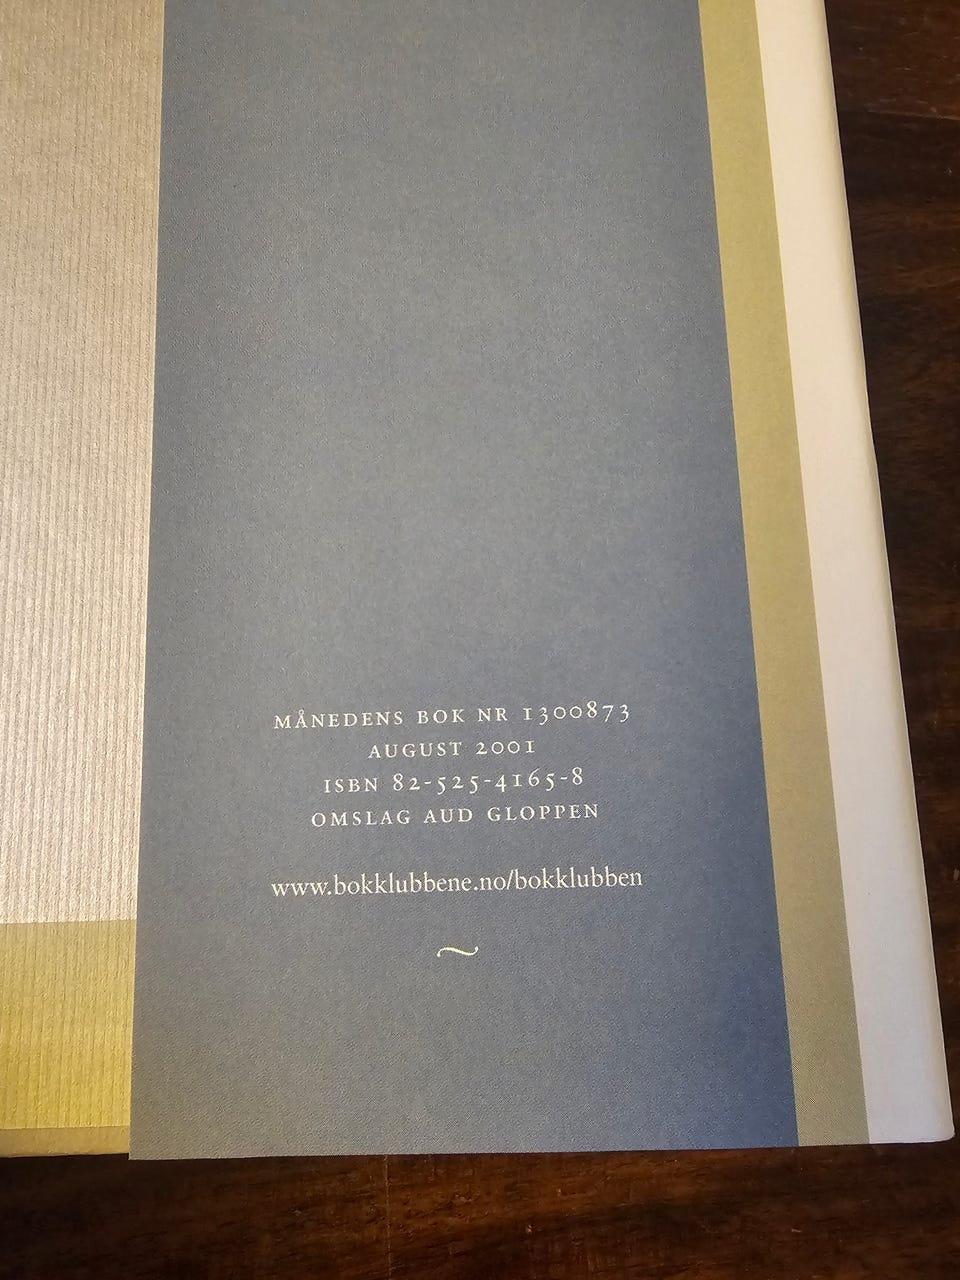 MÅNEDENS BOK NR 1300873
AUGUST 2001
ISBN 82-525-4165-8
OMSLAG AUD GLOPPEN
www.bokklubbene.no/bokklubben